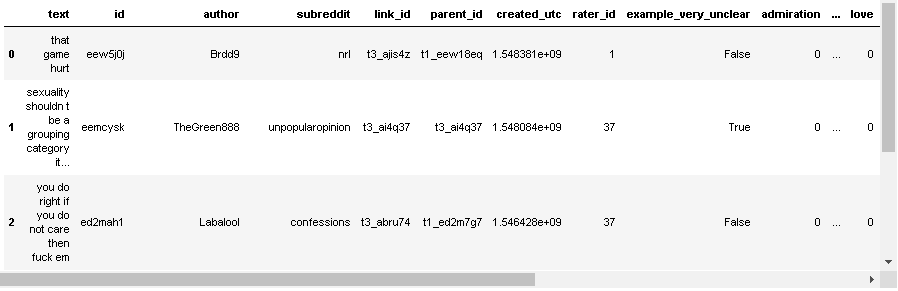 text id author subreddit link_id parent_id created_utc rater_id example_very_unclear admiration ... love
0 that game hurt eew5j0j Brdd9 nrl t3_ajis4z t1_eew18eq 1.548381e+09 1 False 0 ... 0
1 sexuality shouldn t be a grouping category it... eemcysk TheGreen888 unpopularopinion t3_ai4q37 t3_ai4q37 1.548084e+09 37 True 0 ... 0
2 you do right if you do not care then fuck em ed2mah1 Labalool confessions t3_abru74 t1_ed2m7g7 1.546428e+09 37 False 0 ... 0